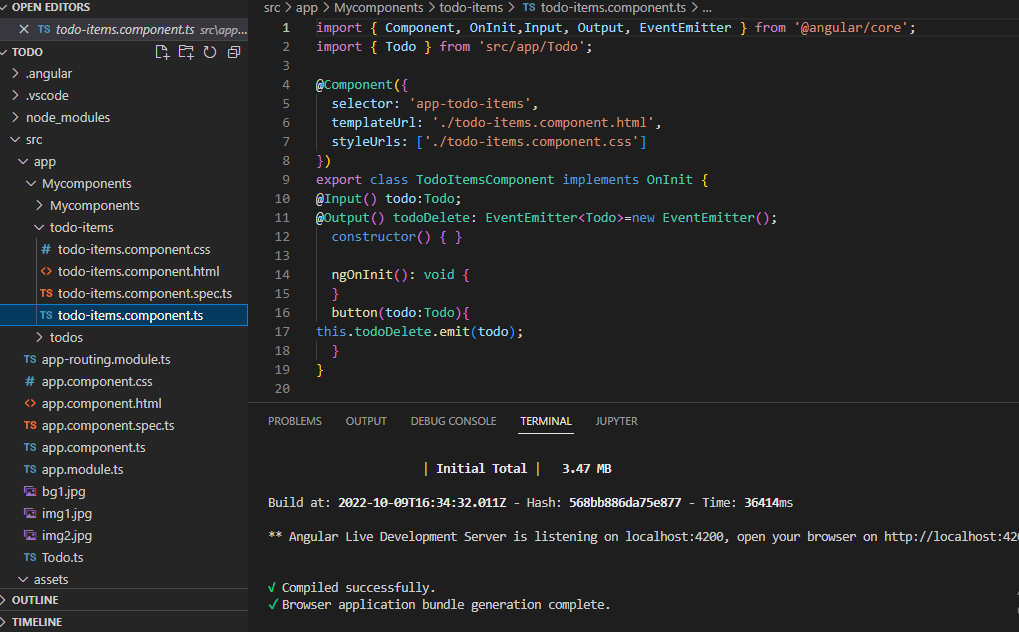 OPEN EDITORS
TS todo-items.component.ts src\app...
TODO
.angular
.vscode
node_modules
src
app
Mycomponents
Mycomponents
todo-items
# todo-items.component.css
<> todo-items.component.html
TS todo-items.component.spec.ts
TS todo-items.component.ts
todos
TS app-routing.module.ts
# app.component.css
<> app.component.html
TS app.component.spec.ts
TS app.component.ts
TS app.module.ts
bg1.jpg
img1.jpg
img2.jpg
TS Todo.ts
assets
OUTLINE
TIMELINE
src > app > Mycomponents > todo-items > TS todo-items.component.ts > ...
1 import { Component, OnInit,Input, Output, EventEmitter } from '@angular/core';
2 import { Todo } from 'src/app/Todo';
3
4 @Component({
5 selector: 'app-todo-items',
6 templateUrl: './todo-items.component.html',
7 styleUrls: ['./todo-items.component.css']
8 })
9 export class TodoItemsComponent implements OnInit {
10 @Input() todo:Todo;
11 @Output() todoDelete: EventEmitter<Todo>=new EventEmitter();
12 constructor() { }
13
14 ngOnInit(): void {
15 }
16 button(todo:Todo){
17 this.todoDelete.emit(todo);
18 }
19 }
20
PROBLEMS OUTPUT DEBUG CONSOLE TERMINAL JUPYTER
| Initial Total | 3.47 MB
Build at: 2022-10-09T16:34:32.011Z - Hash: 568bb886da75e877 - Time: 36414ms
** Angular Live Development Server is listening on localhost:4200, open your browser on http://localhost:420
√ Compiled successfully.
✓ Browser application bundle generation complete.